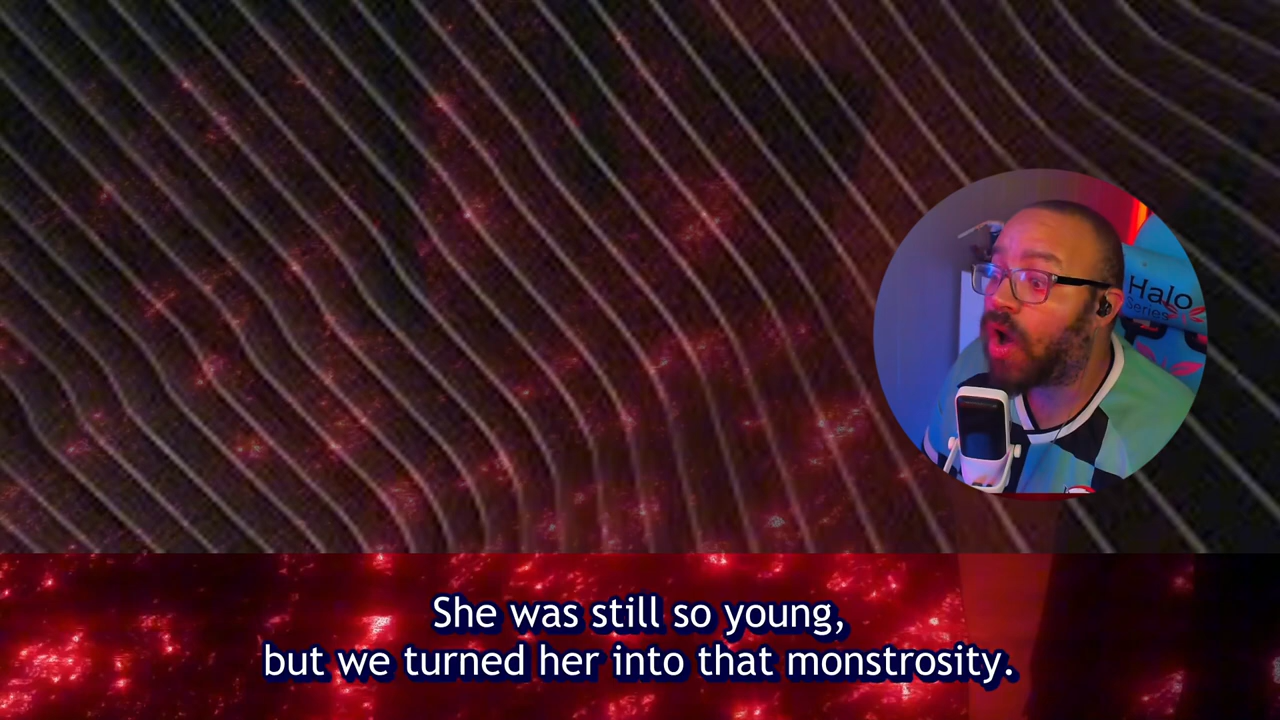 Halo
Series
She was still so young,
but we turned her into that monstrosity.